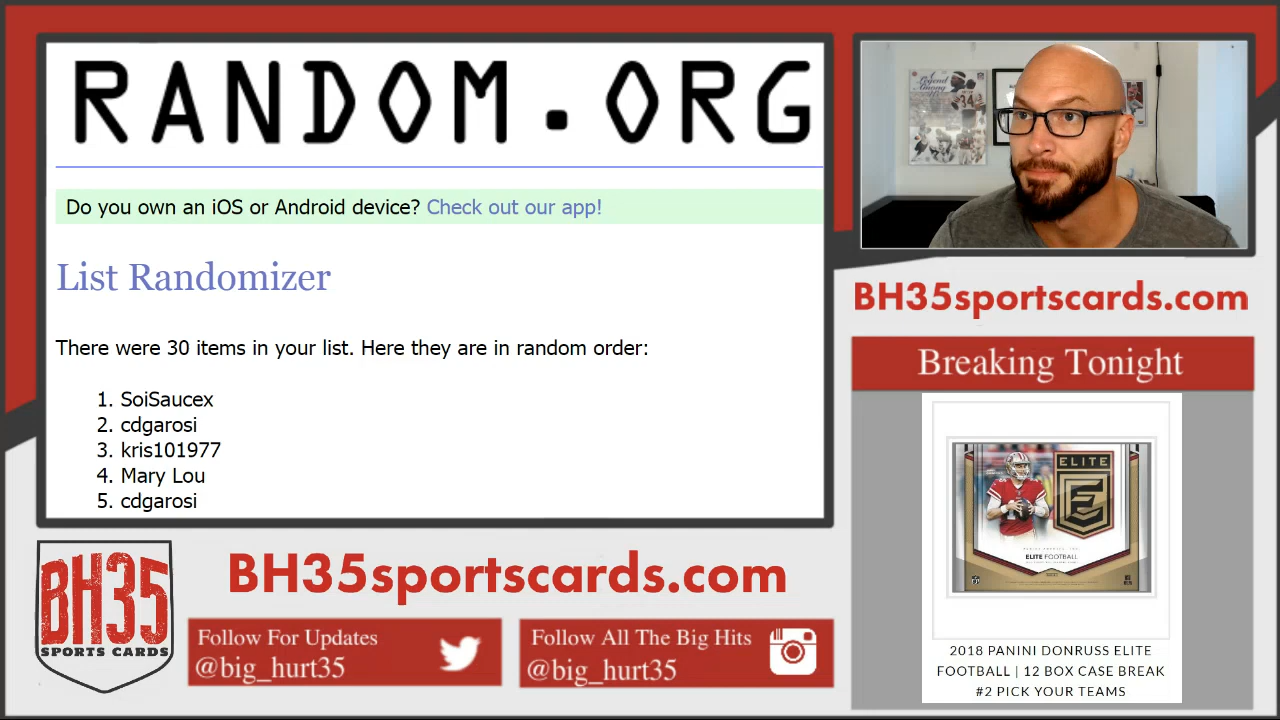 RANDOM.ORG
Do you own an iOS or Android device? Check out our app!
List Randomizer
There were 30 items in your list. Here they are in random order:
1. SoiSaucex
2. cdgarosi
3. kris101977
4. Mary Lou
5. cdgarosi
BH35sportscards.com
Breaking Tonight
ELITE
E
ELITE FOOTBALL
2018 PANINI DONRUSS ELITE
FOOTBALL | 12 BOX CASE BREAK
#2 PICK YOUR TEAMS
BH35
SPORTS CARDS
BH35sportscards.com
Follow For Updates
@big_hurt35
Follow All The Big Hits
@big_hurt35